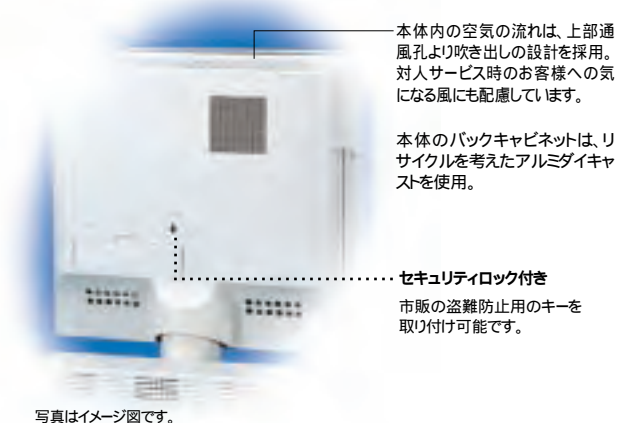 本体内の空気の流れは、上部通
風孔より吹き出しの設計を採用。
対人サービス時のお客様への気
になる風にも配慮しています。
本体のバックキャビネットは、リ
サイクルを考えたアルミダイキャ
ストを使用。
セキュリティロック付き
市販の盗難防止用のキーを
取り付け可能です。
写真はイメージ図です。